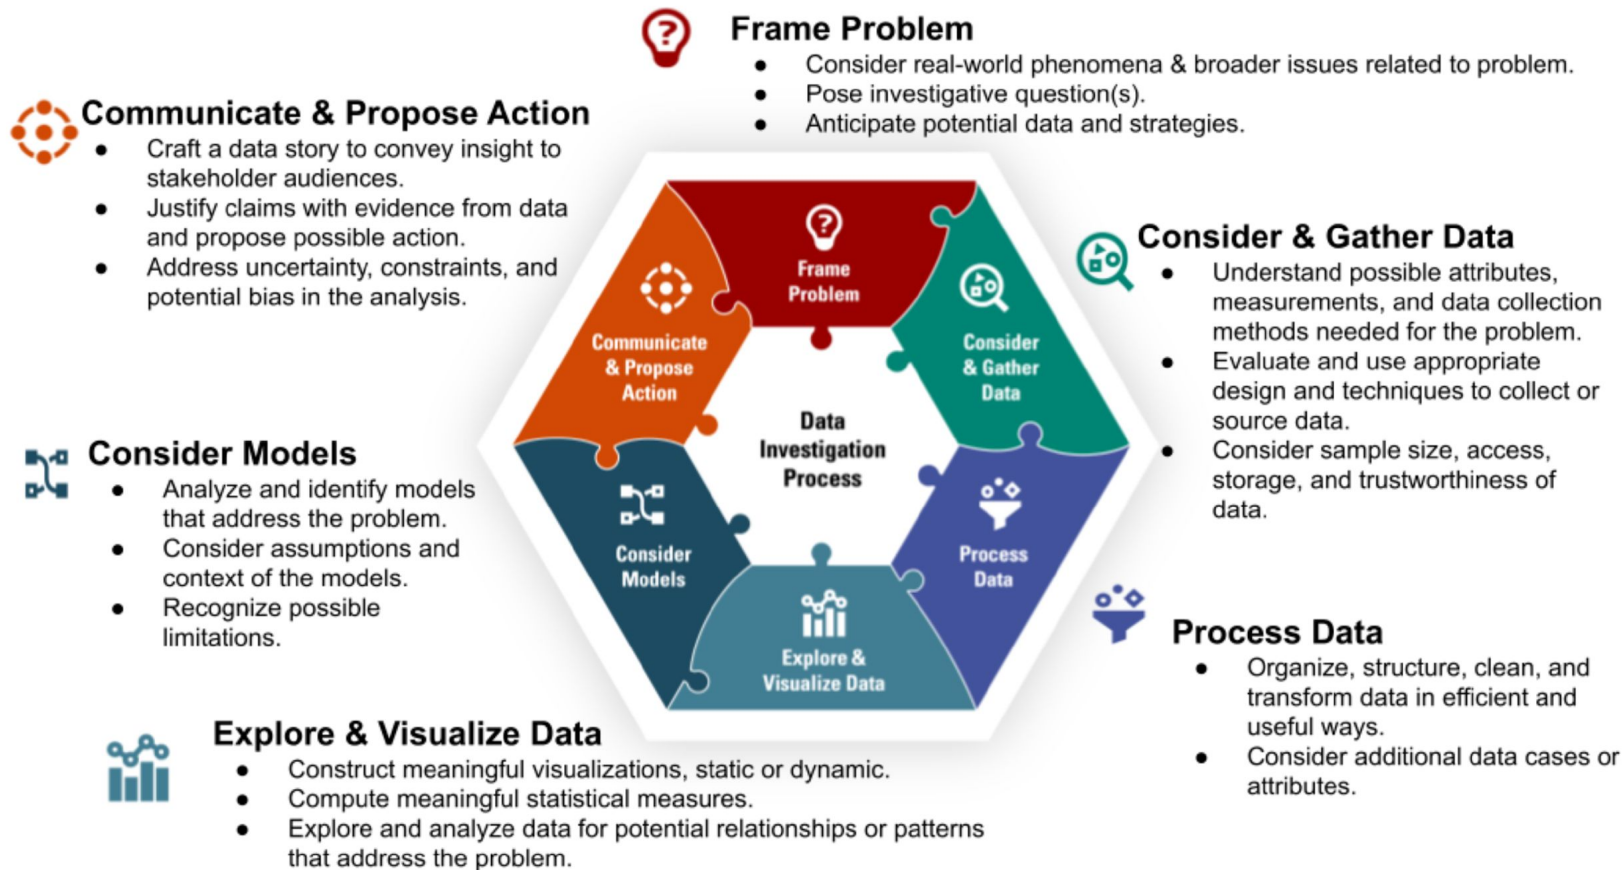 Frame Problem
● Consider real-world phenomena & broader issues related to problem.
● Pose investigative question(s).
● Anticipate potential data and strategies.
Communicate & Propose Action
● Craft a data story to convey insight to
stakeholder audiences.
● Justify claims with evidence from data
and propose possible action.
● Address uncertainty, constraints, and
potential bias in the analysis.
Consider & Gather Data
● Understand possible attributes,
measurements, and data collection
methods needed for the problem.
● Evaluate and use appropriate
design and techniques to collect or
source data.
● Consider sample size, access,
storage, and trustworthiness of
data.
Frame
Problem
Communicate
& Propose
Action
Consider
& Gather
Data
Data
Investigation
Process
Consider
Models
Process
Data
Explore &
Visualize Data
Consider Models
● Analyze and identify models
that address the problem.
● Consider assumptions and
context of the models.
● Recognize possible
limitations.
Process Data
● Organize, structure, clean, and
transform data in efficient and
useful ways.
● Consider additional data cases or
attributes.
Explore & Visualize Data
● Construct meaningful visualizations, static or dynamic.
● Compute meaningful statistical measures.
● Explore and analyze data for potential relationships or patterns
that address the problem.